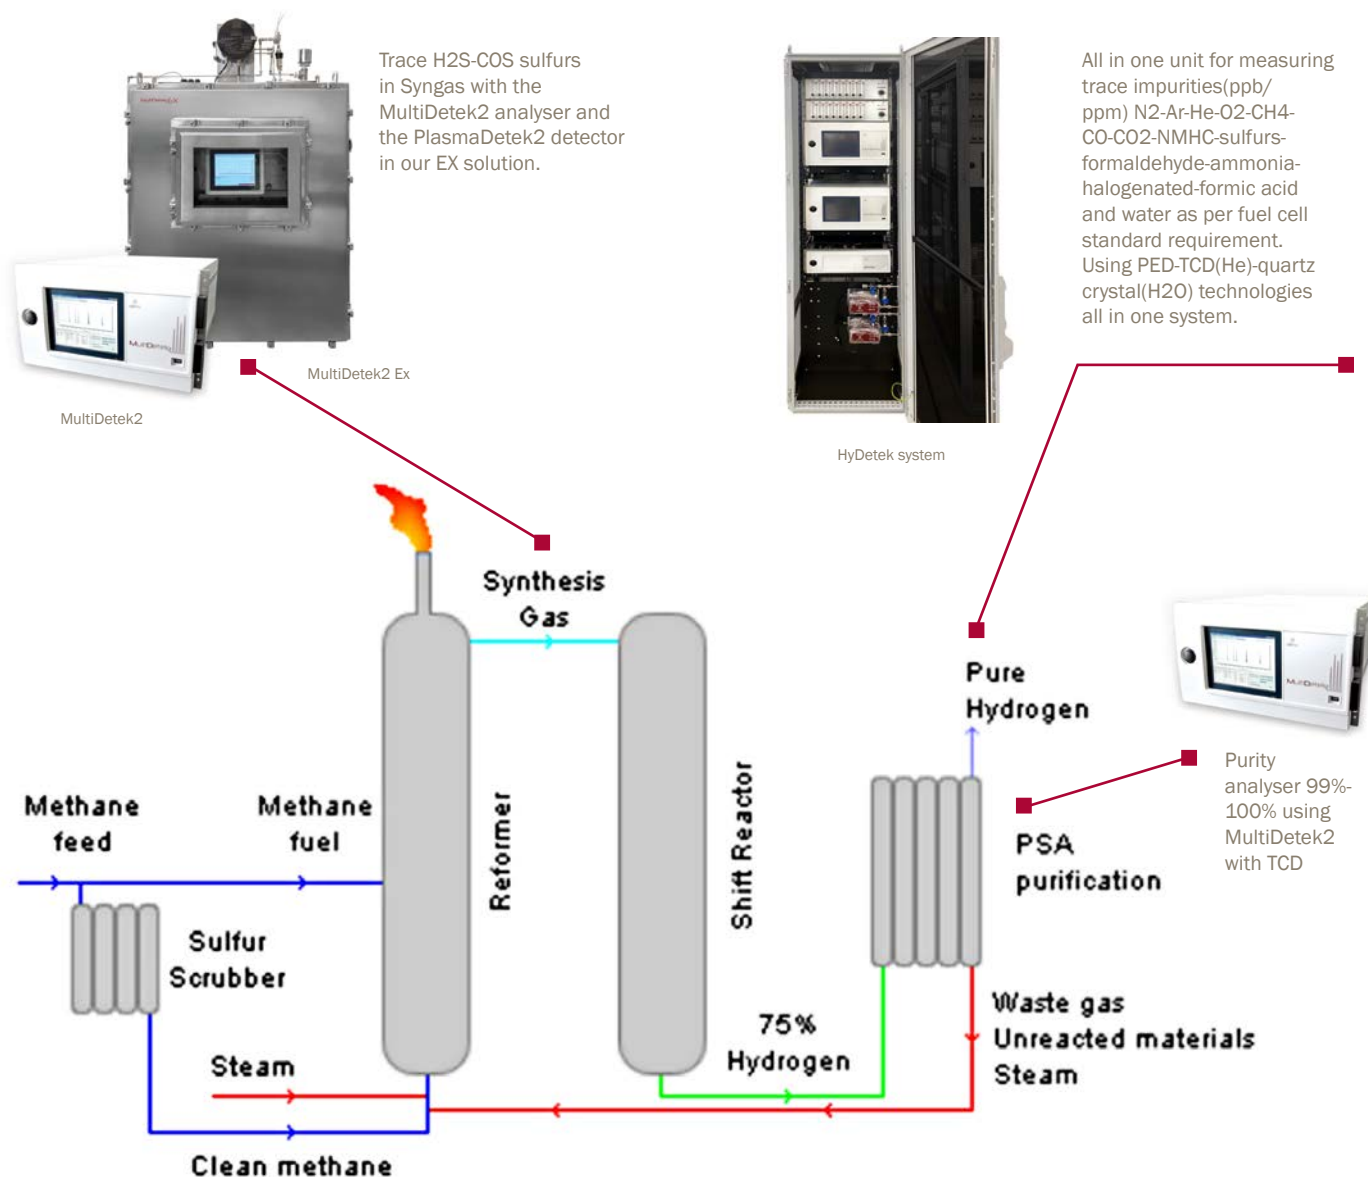 Trace H2S-COS sulfurs
in Syngas with the
MultiDetek2 analyser and
the PlasmaDetek2 detector
in our EX solution.
MultiDetek2 Ex
MultiDetek2
All in one unit for measuring
trace impurities(ppb/
ppm) N2-Ar-He-O2-CH4-
CO-CO2-NMHC-sulfurs-
formaldehyde-ammonia-
halogenated-formic acid
and water as per fuel cell
standard requirement.
Using PED-TCD(He)-quartz
crystal(H2O) technologies
all in one system.
HyDetek system
Synthesis
Gas
Pure
Hydrogen
Purity
analyser 99%-
100% using
MultiDetek2
with TCD
Methane
feed
Methane
fuel
Reformer
Shift Reactor
PSA
purification
Sulfur
Scrubber
Steam
75%
Hydrogen
Waste gas
Unreacted materials
Steam
Clean methane